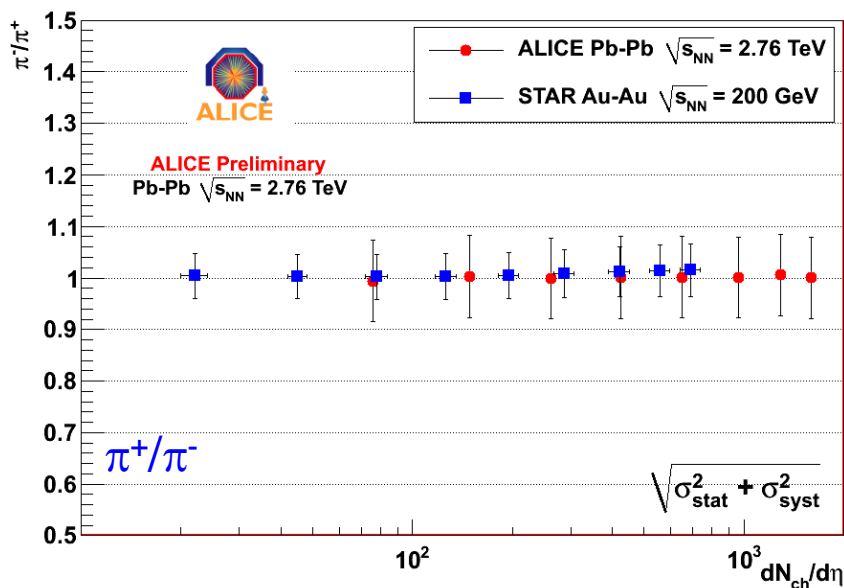 π⁻/π⁺
1.5
1.4
1.3
1.2
1.1
1
0.9
0.8
0.7
0.6
0.5
ALICE
ALICE Preliminary
Pb-Pb √s_NN = 2.76 TeV
ALICE Pb-Pb √s_NN = 2.76 TeV
STAR Au-Au √s_NN = 200 GeV
π⁺/π⁻
√σ²_stat + σ²_syst
10²
10³
dN_ch/dη